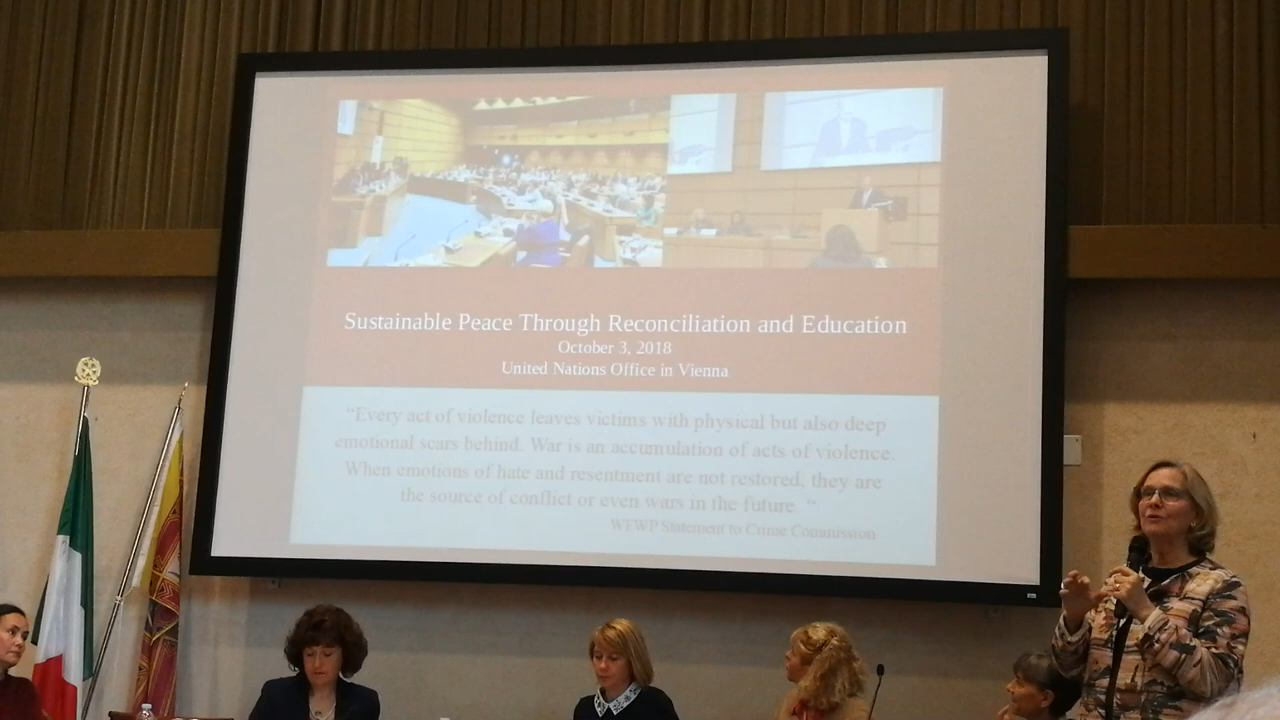 Sustainable Peace Through Reconciliation and Education
October 3, 2018
United Nations Office in Vienna
“Every act of violence leaves victims with physical but also deep
emotional scars behind. War is an accumulation of acts of violence.
When emotions of hate and resentment are not restored, they are
the source of conflict or even wars in the future. “
WFWP Statement to Crime Commission